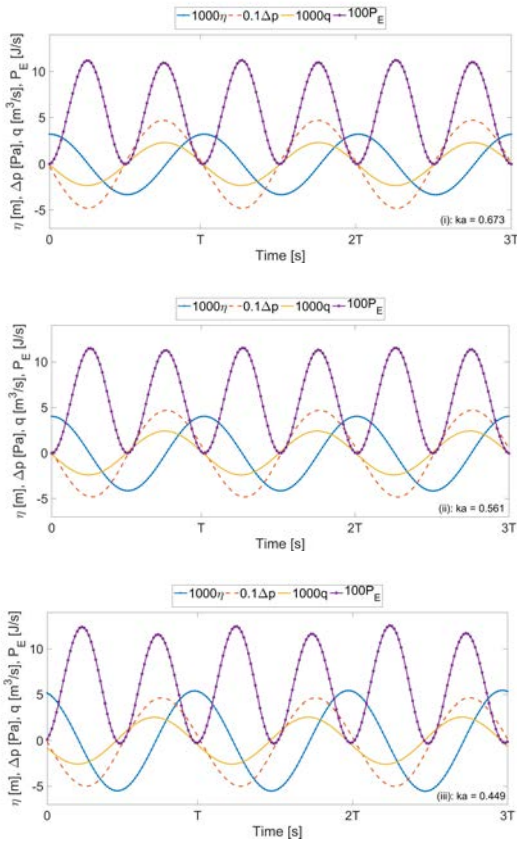 1000η 0.1Δp 1000q 100P_E
η [m], Δp [Pa], q [m³/s], P_E [J/s]
10
5
0
-5
0 T 2T 3T
(i): ka = 0.673
Time [s]
1000η 0.1Δp 1000q 100P_E
η [m], Δp [Pa], q [m³/s], P_E [J/s]
10
5
0
-5
0 T 2T 3T
(ii): ka = 0.561
Time [s]
1000η 0.1Δp 1000q 100P_E
η [m], Δp [Pa], q [m³/s], P_E [J/s]
10
5
0
-5
0 T 2T 3T
(iii): ka = 0.449
Time [s]